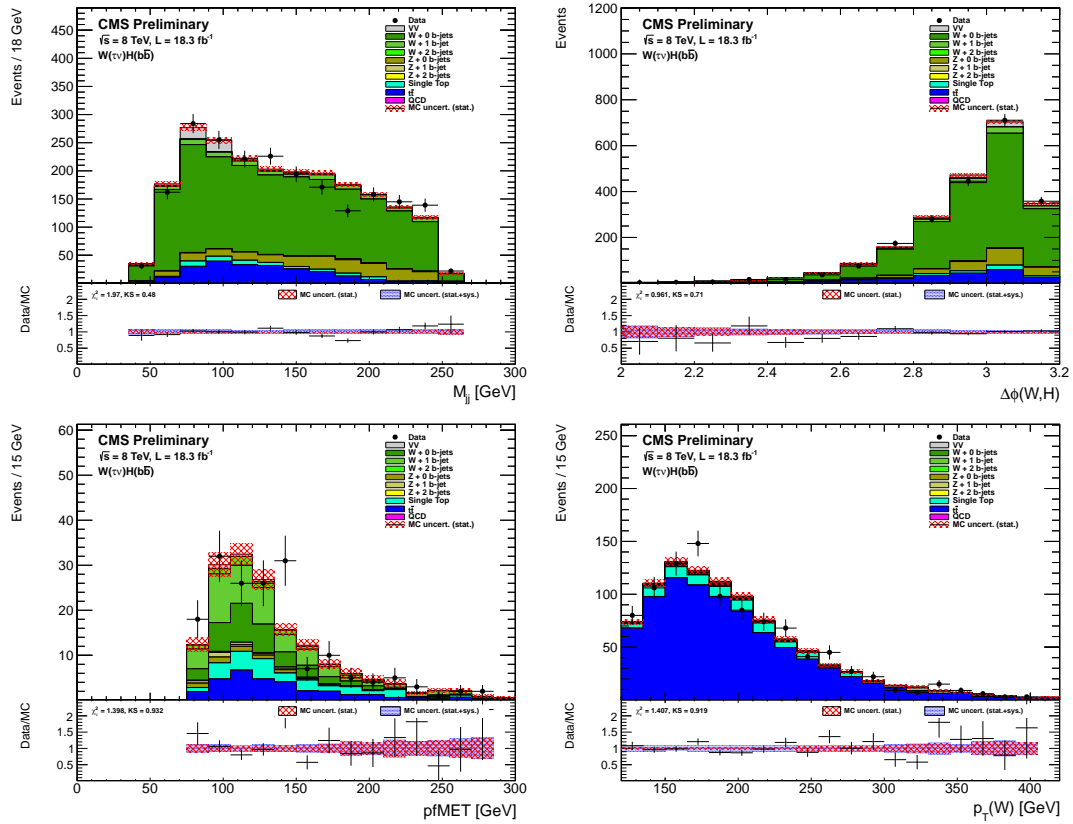 CMS Preliminary
√s = 8 TeV, L = 18.3 fb⁻¹
W(τν)H(bb̄)
Data
VV
W + 0 b-jets
W + 1 b-jet
W + 2 b-jets
Z + 0 b-jets
Z + 1 b-jet
Z + 2 b-jets
Single Top
tt̄
QCD
MC uncert. (stat.)
Events / 18 GeV
450
400
350
300
250
200
150
100
50
χ²ᵥ = 1.97, KS = 0.48
MC uncert. (stat.)
MC uncert. (stat.+sys.)
Data/MC
2
1.5
1
0.5
0 50 100 150 200 250 300
M_jj [GeV]
CMS Preliminary
√s = 8 TeV, L = 18.3 fb⁻¹
W(τν)H(bb̄)
Data
VV
W + 0 b-jets
W + 1 b-jet
W + 2 b-jets
Z + 0 b-jets
Z + 1 b-jet
Z + 2 b-jets
Single Top
tt̄
QCD
MC uncert. (stat.)
Events
1200
1000
800
600
400
200
χ²ᵥ = 0.961, KS = 0.71
MC uncert. (stat.)
MC uncert. (stat.+sys.)
Data/MC
2
1.5
1
0.5
2 2.2 2.4 2.6 2.8 3 3.2
Δϕ(W,H)
CMS Preliminary
√s = 8 TeV, L = 18.3 fb⁻¹
W(τν)H(bb̄)
Data
VV
W + 0 b-jets
W + 1 b-jet
W + 2 b-jets
Z + 0 b-jets
Z + 1 b-jet
Z + 2 b-jets
Single Top
tt̄
QCD
MC uncert. (stat.)
Events / 15 GeV
60
50
40
30
20
10
χ²ᵥ = 1.398, KS = 0.932
MC uncert. (stat.)
MC uncert. (stat.+sys.)
Data/MC
2
1.5
1
0.5
0 50 100 150 200 250 300
pfMET [GeV]
CMS Preliminary
√s = 8 TeV, L = 18.3 fb⁻¹
W(τν)H(bb̄)
Data
VV
W + 0 b-jets
W + 1 b-jet
W + 2 b-jets
Z + 0 b-jets
Z + 1 b-jet
Z + 2 b-jets
Single Top
tt̄
QCD
MC uncert. (stat.)
Events / 15 GeV
250
200
150
100
50
χ²ᵥ = 1.407, KS = 0.919
MC uncert. (stat.)
MC uncert. (stat.+sys.)
Data/MC
2
1.5
1
0.5
150 200 250 300 350 400
p_T(W) [GeV]